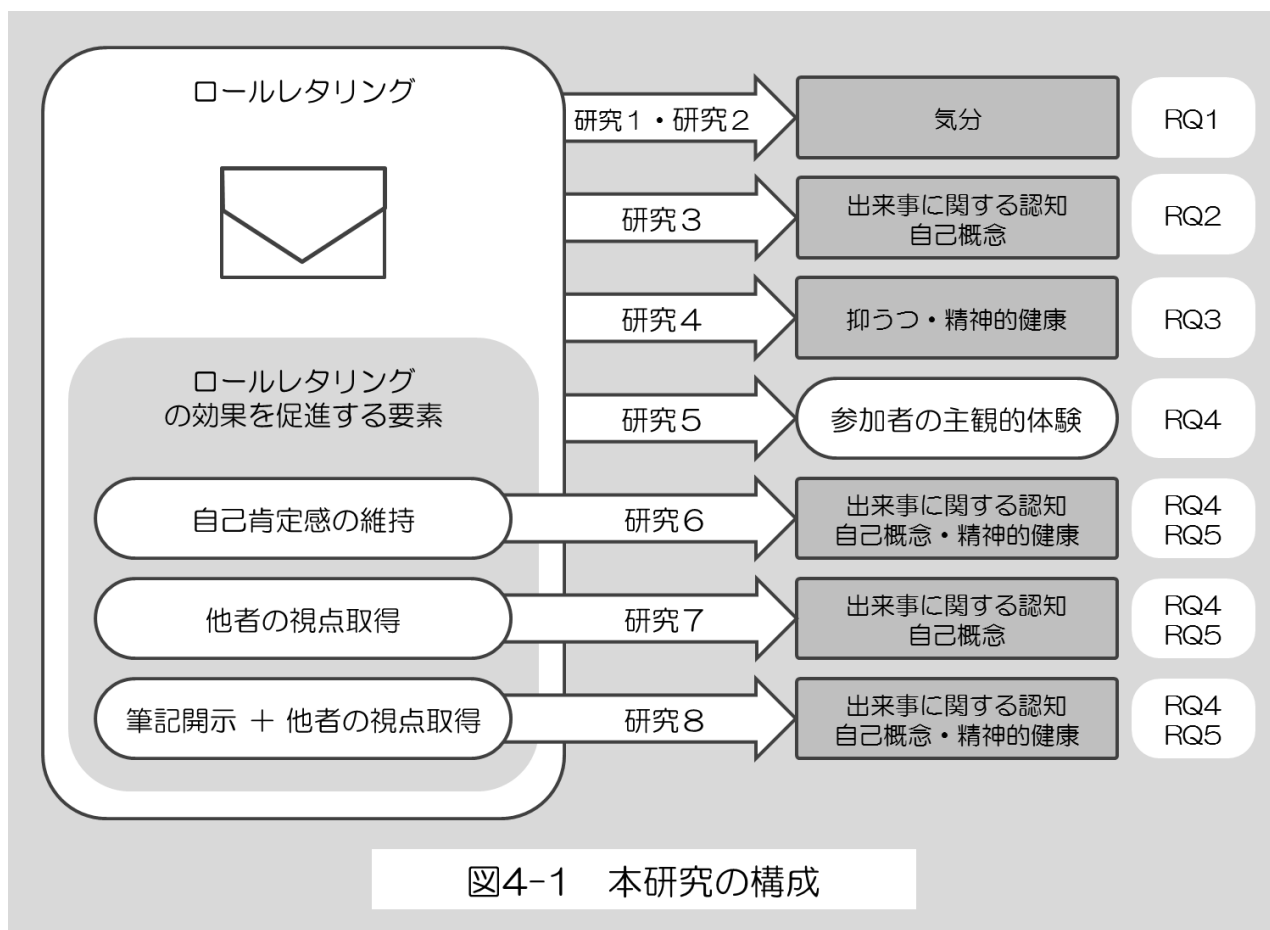 ロールレタリング
研究１・研究２
気分
RQ1
研究３
出来事に関する認知
自己概念
RQ2
研究４
抑うつ・精神的健康
RQ3
ロールレタリング
の効果を促進する要素
研究５
参加者の主観的体験
RQ4
自己肯定感の維持
研究６
出来事に関する認知
自己概念・精神的健康
RQ4
RQ5
他者の視点取得
研究７
出来事に関する認知
自己概念
RQ4
RQ5
筆記開示 ＋ 他者の視点取得
研究８
出来事に関する認知
自己概念・精神的健康
RQ4
RQ5
図4-1　本研究の構成